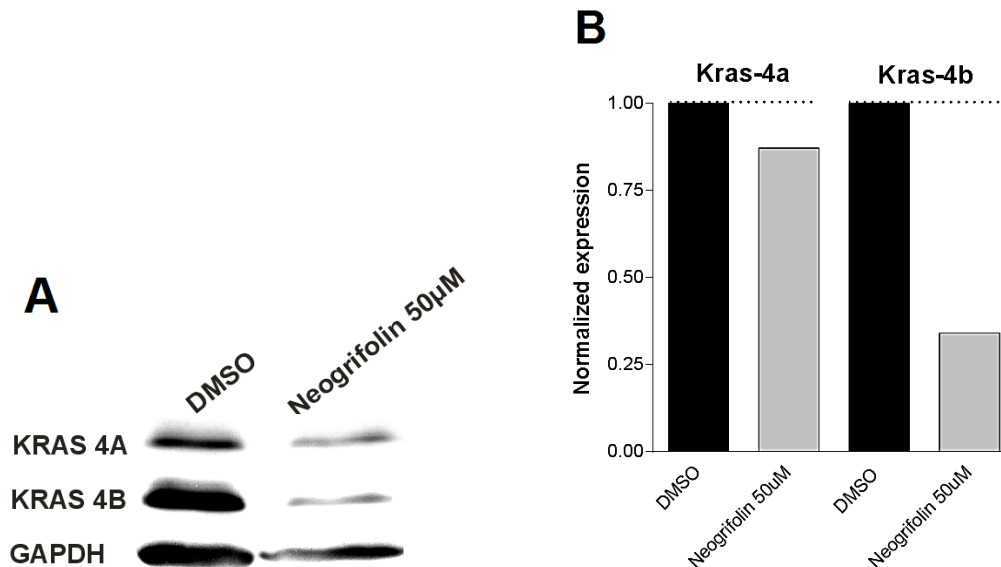 A
DMSO
Neogrifolin 50µM
KRAS 4A
KRAS 4B
GAPDH
B
Kras-4a
Kras-4b
Normalized expression
1.00
0.75
0.50
0.25
0.00
DMSO
Neogrifolin 50uM
DMSO
Neogrifolin 50uM